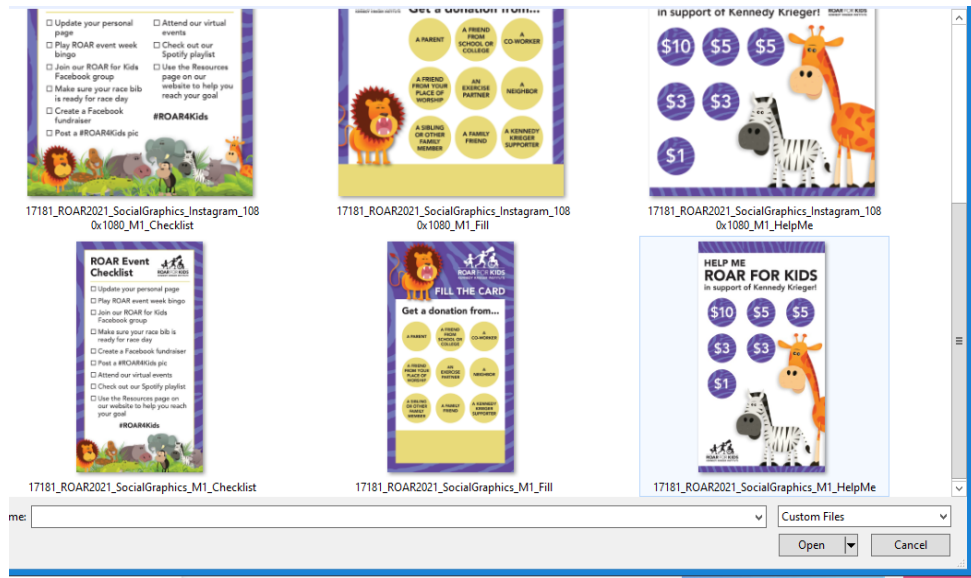 in support of Kennedy Krieger!
Get a donation from...
☐ Update your personal
page
☐ Play ROAR event week
bingo
☐ Join our ROAR for Kids
Facebook group
☐ Make sure your race bib
is ready for race day
☐ Create a Facebook
fundraiser
☐ Post a #ROAR4Kids pic
☐ Attend our virtual
events
☐ Check out our
Spotify playlist
☐ Use the Resources
page on our
website to help you
reach your goal
#ROAR4Kids
A PARENT
A FRIEND
FROM
SCHOOL OR
COLLEGE
A
CO-WORKER
A FRIEND
FROM YOUR
PLACE OF
WORSHIP
AN
EXERCISE
PARTNER
A
NEIGHBOR
A SIBLING
OR OTHER
FAMILY
MEMBER
A FAMILY
FRIEND
A KENNEDY
KRIEGER
SUPPORTER
$10 $5 $5
$3 $3
$1
17181_ROAR2021_SocialGraphics_Instagram_108
0x1080_M1_Checklist
17181_ROAR2021_SocialGraphics_Instagram_108
0x1080_M1_Fill
17181_ROAR2021_SocialGraphics_Instagram_108
0x1080_M1_HelpMe
ROAR Event
Checklist
ROAR FOR KIDS
☐ Update your personal page
☐ Play ROAR event week bingo
☐ Join our ROAR for Kids
Facebook group
☐ Make sure your race bib is
ready for race day
☐ Create a Facebook fundraiser
☐ Post a #ROAR4Kids pic
☐ Attend our virtual events
☐ Check out our Spotify playlist
☐ Use the Resources page on
our website to help you reach
your goal
#ROAR4Kids
ROAR FOR KIDS
FILL THE CARD
Get a donation from...
A PARENT
A FRIEND
FROM
SCHOOL OR
COLLEGE
A
CO-WORKER
A FRIEND
FROM YOUR
PLACE OF
WORSHIP
AN
EXERCISE
PARTNER
A
NEIGHBOR
A SIBLING
OR OTHER
FAMILY
MEMBER
A FAMILY
FRIEND
A KENNEDY
KRIEGER
SUPPORTER
HELP ME
ROAR FOR KIDS
in support of Kennedy Krieger!
$10 $5 $5
$3 $3
$1
ROAR FOR KIDS
17181_ROAR2021_SocialGraphics_M1_Checklist
17181_ROAR2021_SocialGraphics_M1_Fill
17181_ROAR2021_SocialGraphics_M1_HelpMe
me:
Custom Files
Open
Cancel